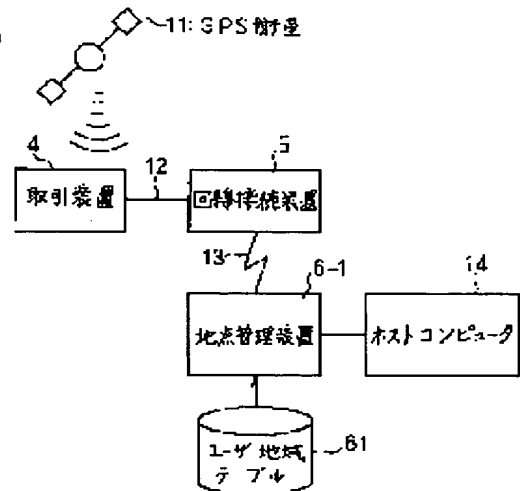 11:GPS衛星
4
取引装置
12
5
回線接続装置
13
6-1
地点管理装置
14
ホストコンピュータ
ユーザ地域
テーブル
61